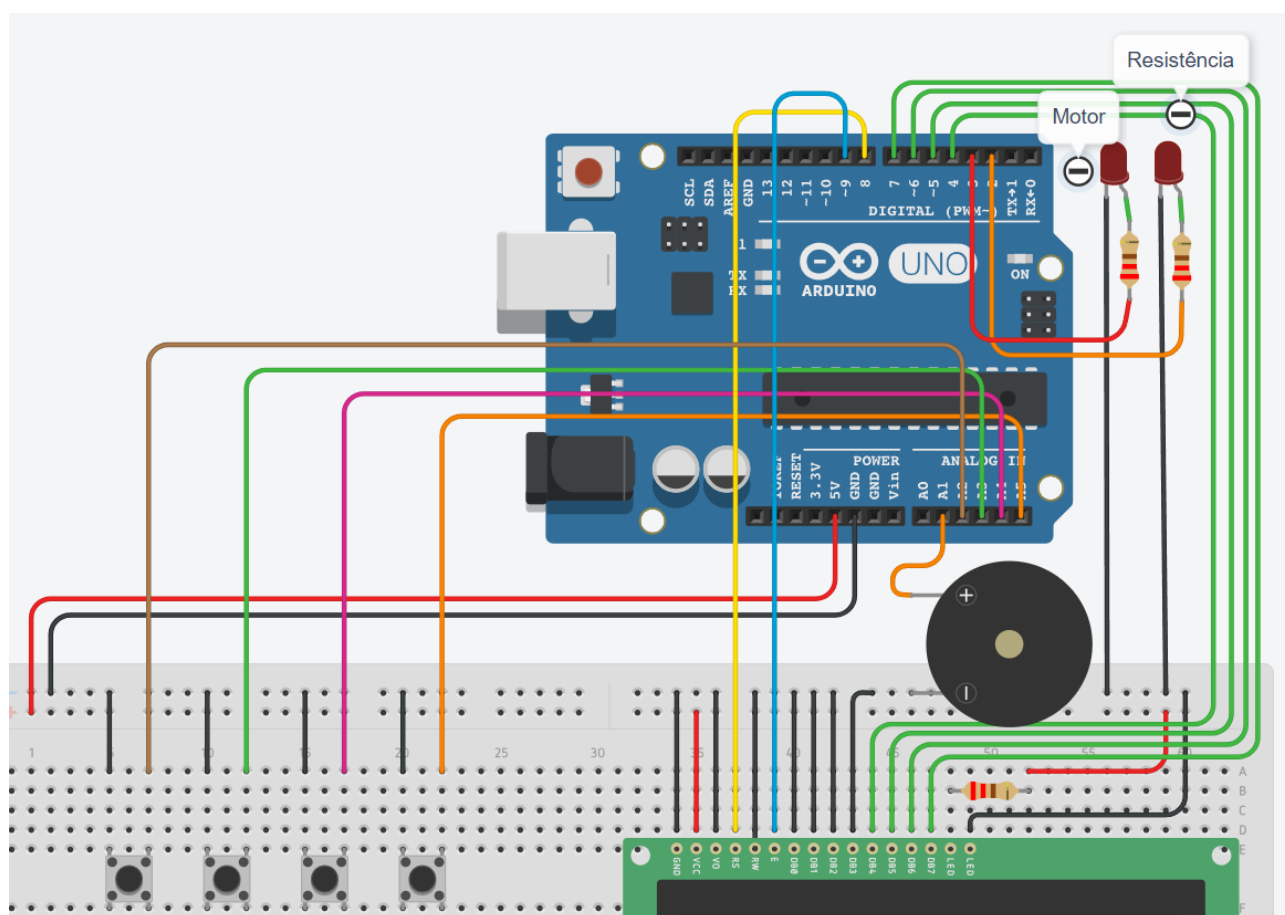 Resistência
Motor
SCL
SDA
AREF
GND
13
12
~11
~10
~9
8
7
~6
~5
4
2
TX→1
RX←0
DIGITAL (PWM~)
TX
UNO
ON
ARDUINO
RESET
3.3V
5V
GND
GND
Vin
POWER
ANALOG IN
A0
A1
+
−
+
1
10
15
20
25
30
35
40
45
50
55
60
A
B
C
D
E
F
GND
VCC
VO
RS
RW
E
DB0
DB1
DB2
DB3
DB4
DB5
DB6
DB7
LED
LED